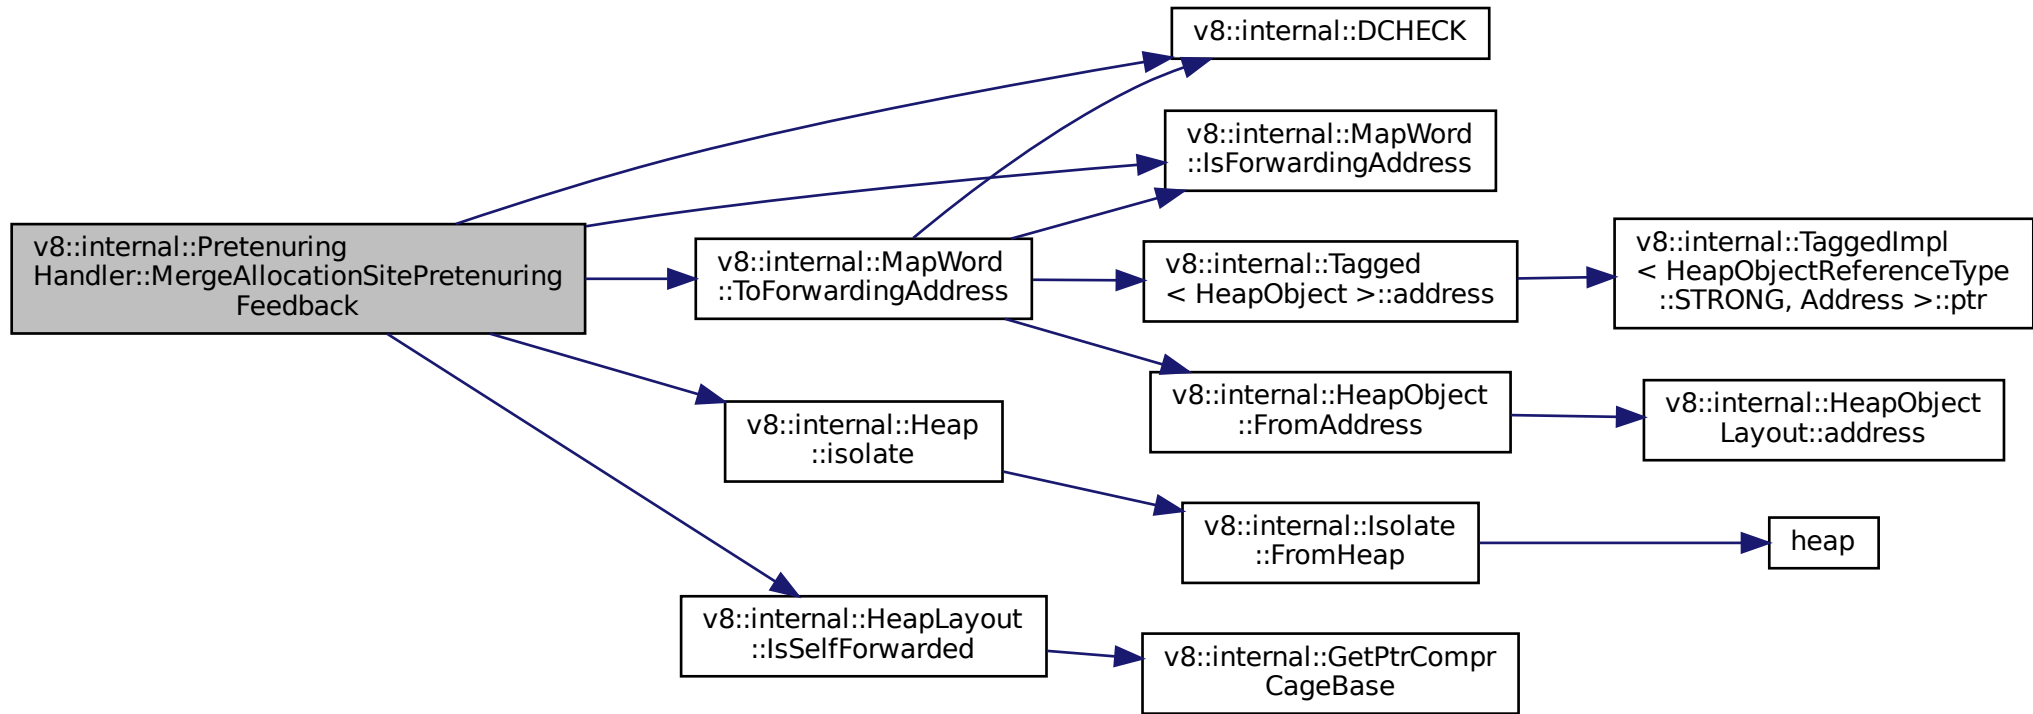 v8::internal::DCHECK
v8::internal::MapWord
::IsForwardingAddress
v8::internal::Pretenuring
Handler::MergeAllocationSitePretenuring
Feedback
v8::internal::MapWord
::ToForwardingAddress
v8::internal::Tagged
< HeapObject >::address
v8::internal::TaggedImpl
< HeapObjectReferenceType
::STRONG, Address >::ptr
v8::internal::HeapObject
::FromAddress
v8::internal::HeapObject
Layout::address
v8::internal::Heap
::isolate
v8::internal::Isolate
::FromHeap
heap
v8::internal::HeapLayout
::IsSelfForwarded
v8::internal::GetPtrCompr
CageBase